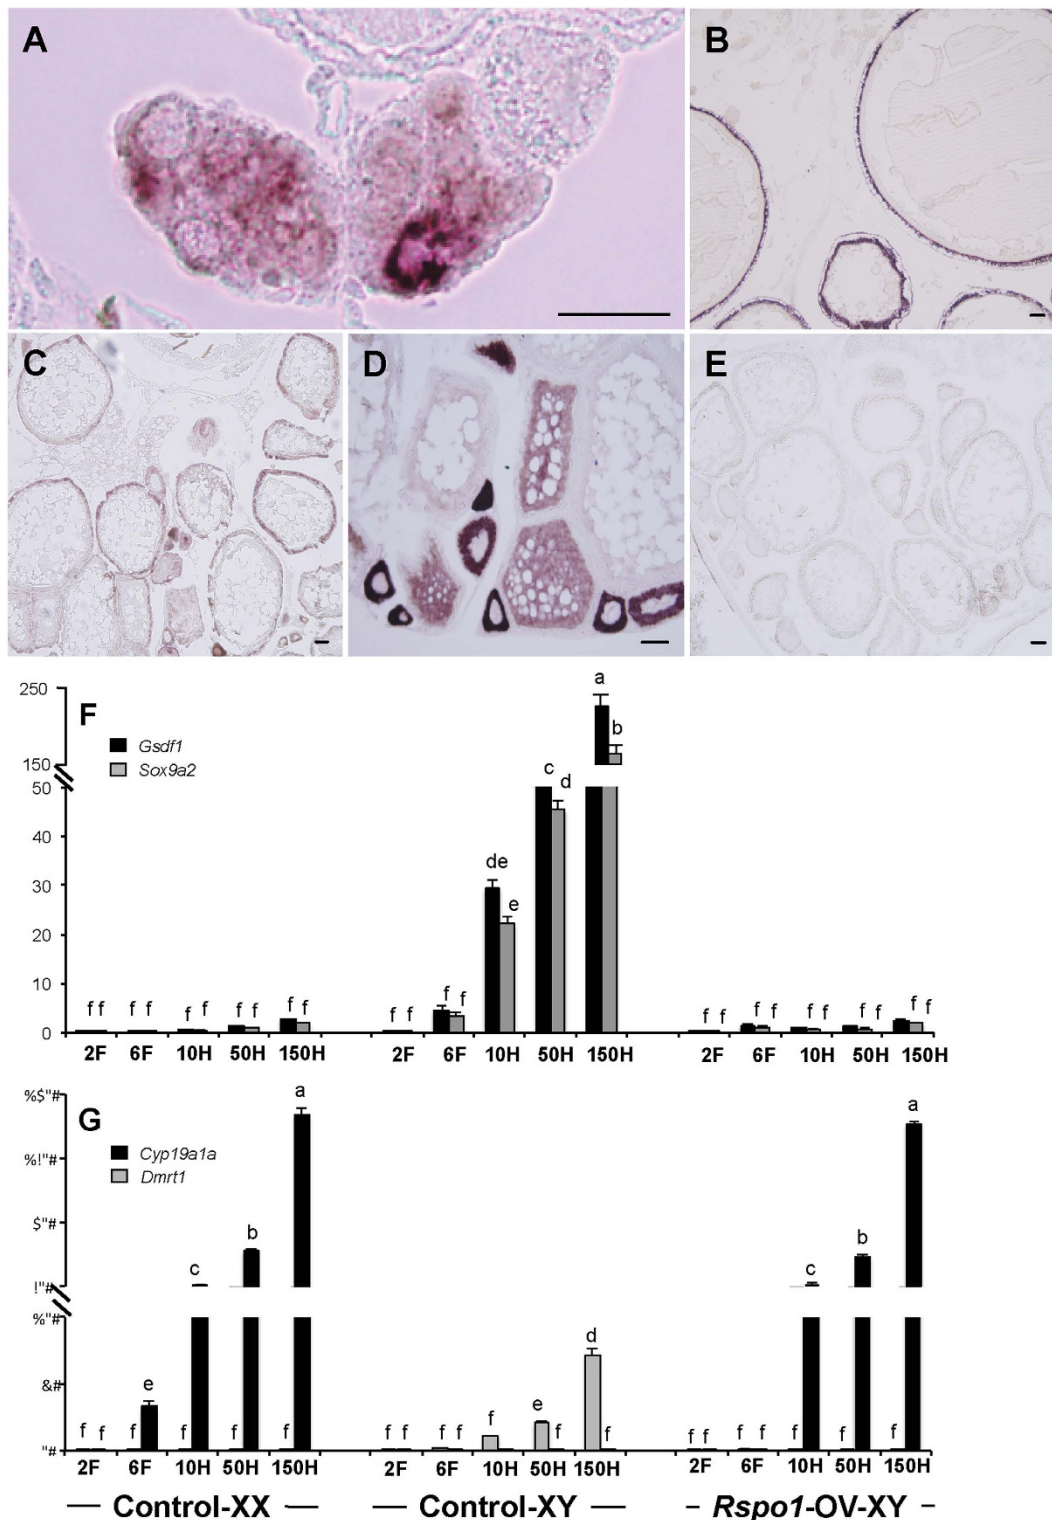 A
B
C
D
E
F
Gsdf1
Sox9a2
250
150
50
40
30
20
10
0
f f f f f f f f f f
f f de e c d a b
f f f f f f f f f f
2F 6F 10H 50H 150H 2F 6F 10H 50H 150H 2F 6F 10H 50H 150H
G
Cyp19a1a
Dmrt1
%$"#
%!"#
$"#
!"#
%"#
&#
"#
f f f e f c f b f a
f f f f f e f d f
f f f f f c f b f a
2F 6F 10H 50H 150H 2F 6F 10H 50H 150H 2F 6F 10H 50H 150H
Control-XX Control-XY Rspo1-OV-XY